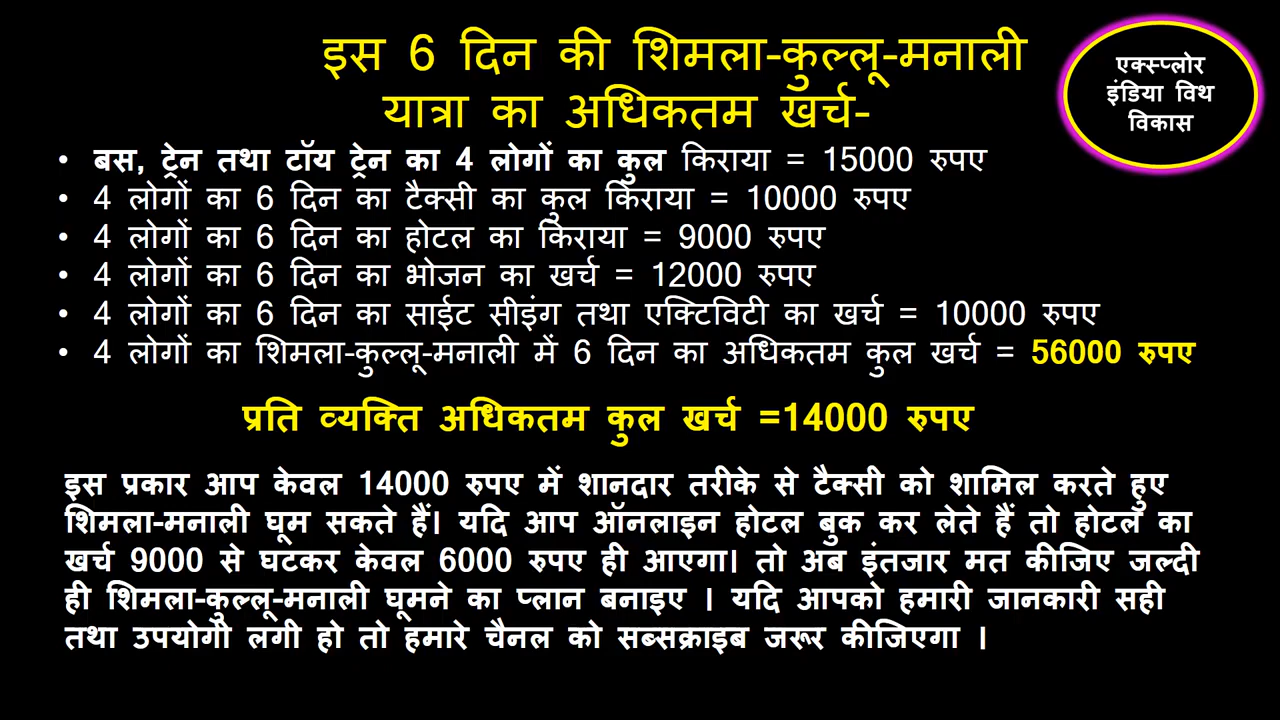 इस 6 दिन की शिमला-कुल्लू-मनाली
यात्रा का अधिकतम खर्च-
एक्स्प्लोर
इंडिया विथ
विकास
• बस, ट्रेन तथा टॉय ट्रेन का 4 लोगों का कुल किराया = 15000 रुपए
• 4 लोगों का 6 दिन का टैक्सी का कुल किराया = 10000 रुपए
• 4 लोगों का 6 दिन का होटल का किराया = 9000 रुपए
• 4 लोगों का 6 दिन का भोजन का खर्च = 12000 रुपए
• 4 लोगों का 6 दिन का साईट सीइंग तथा एक्टिविटी का खर्च = 10000 रुपए
• 4 लोगों का शिमला-कुल्लू-मनाली में 6 दिन का अधिकतम कुल खर्च = 56000 रुपए
प्रति व्यक्ति अधिकतम कुल खर्च =14000 रुपए
इस प्रकार आप केवल 14000 रुपए में शानदार तरीके से टैक्सी को शामिल करते हुए
शिमला-मनाली घूम सकते हैं। यदि आप ऑनलाइन होटल बुक कर लेते हैं तो होटल का
खर्च 9000 से घटकर केवल 6000 रुपए ही आएगा। तो अब इंतजार मत कीजिए जल्दी
ही शिमला-कुल्लू-मनाली घूमने का प्लान बनाइए । यदि आपको हमारी जानकारी सही
तथा उपयोगी लगी हो तो हमारे चैनल को सब्सक्राइब जरूर कीजिएगा ।